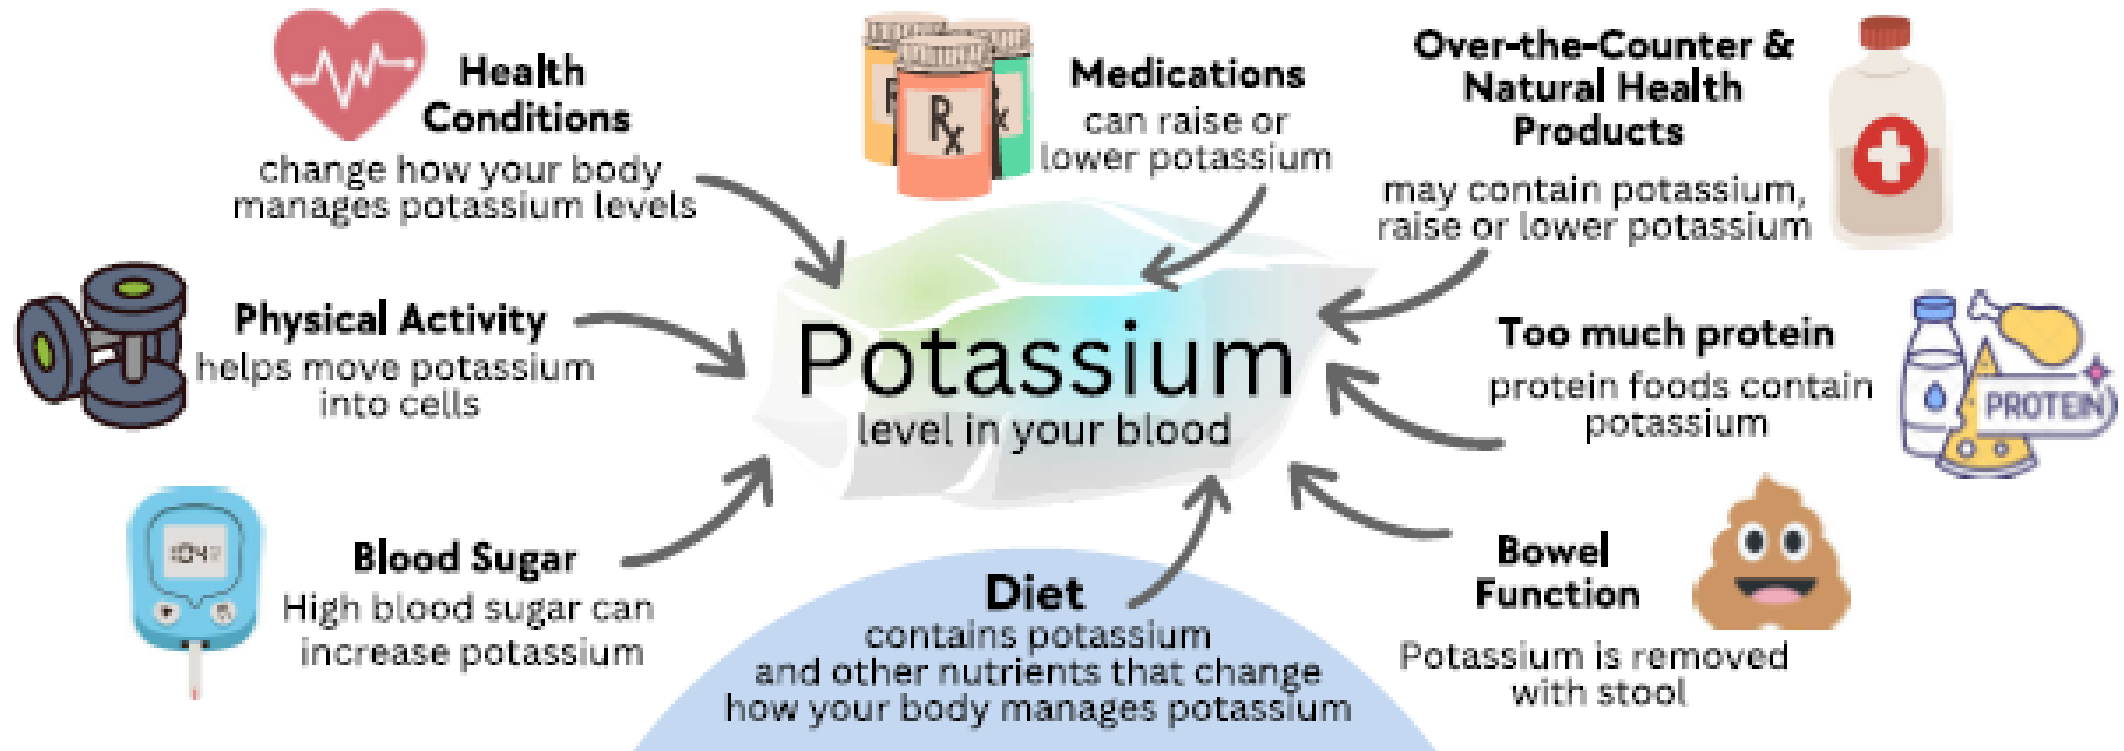 Health
Conditions
change how your body
manages potassium levels
Medications
can raise or
lower potassium
Over-the-Counter &
Natural Health
Products
may contain potassium,
raise or lower potassium
Physical Activity
helps move potassium
into cells
Potassium
level in your blood
Too much protein
protein foods contain
potassium
PROTEIN
Blood Sugar
High blood sugar can
increase potassium
Diet
contains potassium
and other nutrients that change
how your body manages potassium
Bowel
Function
Potassium is removed
with stool
Rx